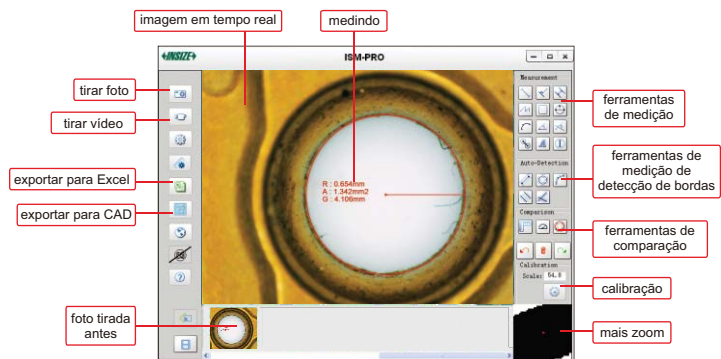 imagem em tempo real
medindo
INSIZE
ISM-PRO
tirar foto
tirar vídeo
exportar para Excel
exportar para CAD
foto tirada
antes
R : 0.654mm
A : 1.342mm2
G : 4.106mm
Measurement
ferramentas
de medição
Auto-Detection
ferramentas de
medição de
detecção de bordas
Comparison
ferramentas de
comparação
Calibration
Scale: 54.8
calibração
mais zoom